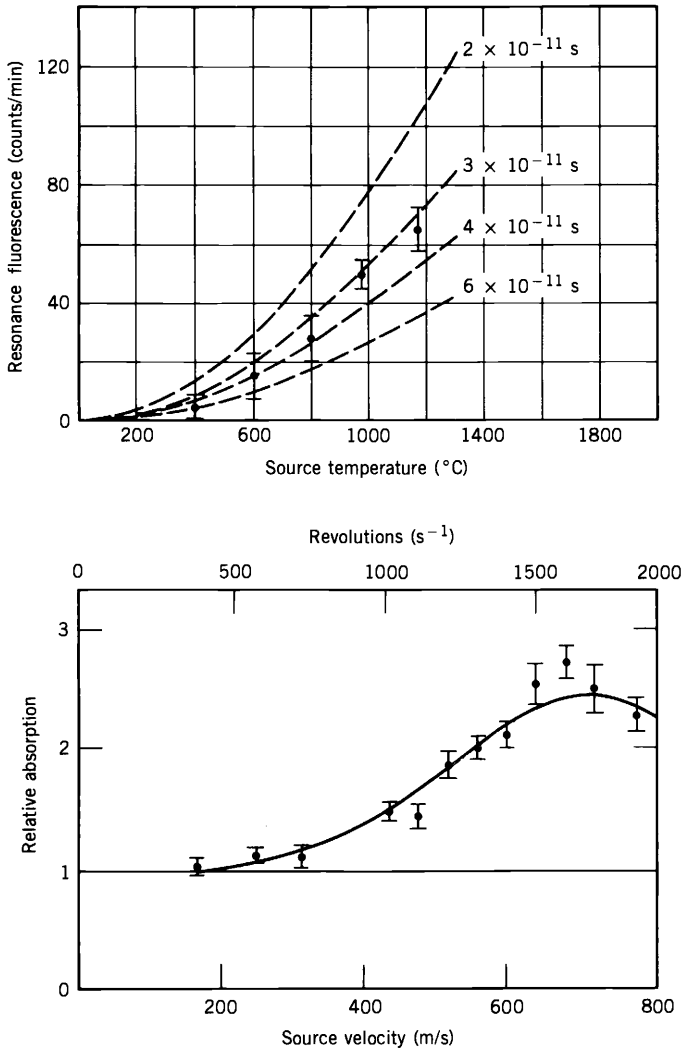 Resonance fluorescence (counts/min)
120
80
40
0
2 × 10⁻¹¹ s
3 × 10⁻¹¹ s
4 × 10⁻¹¹ s
6 × 10⁻¹¹ s
200 600 1000 1400 1800
Source temperature (°C)
Revolutions (s⁻¹)
0 500 1000 1500 2000
Relative absorption
3
2
1
0
200 400 600 800
Source velocity (m/s)